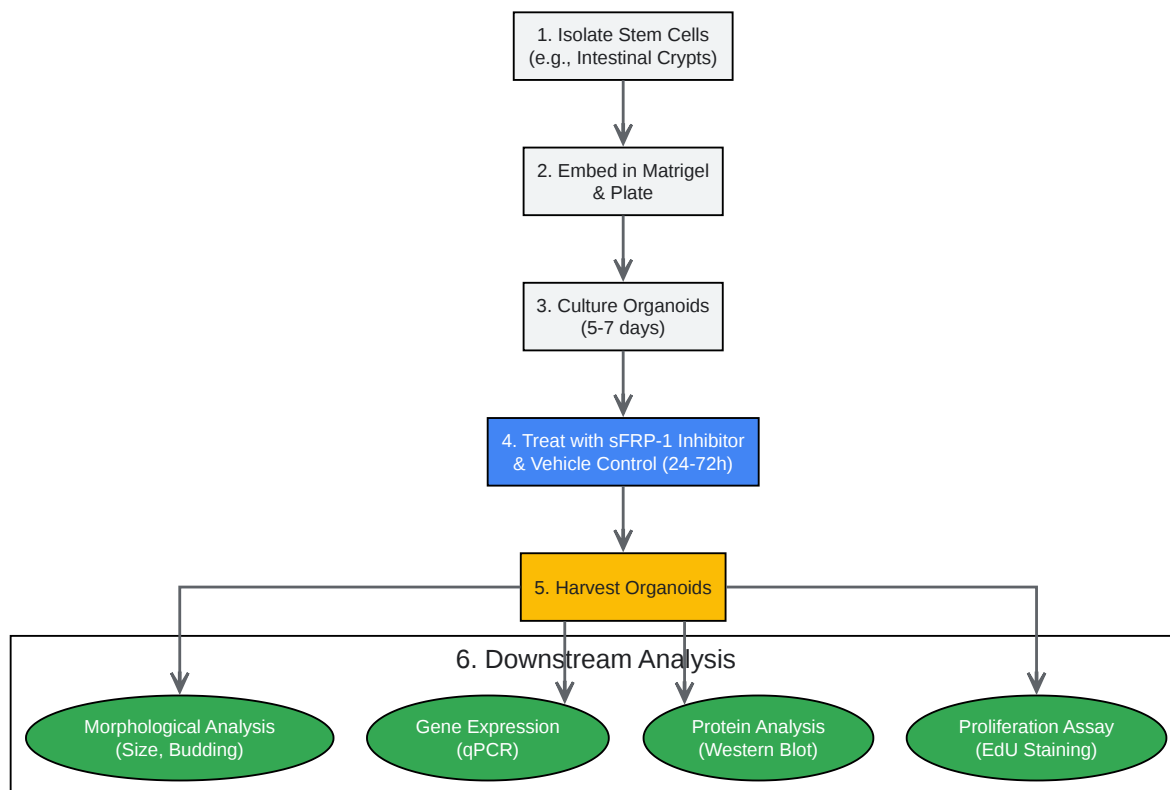 1. Isolate Stem Cells
(e.g., Intestinal Crypts)
2. Embed in Matrigel
& Plate
3. Culture Organoids
(5-7 days)
4. Treat with sFRP-1 Inhibitor
& Vehicle Control (24-72h)
5. Harvest Organoids
6. Downstream Analysis
Morphological Analysis
(Size, Budding)
Gene Expression
(qPCR)
Protein Analysis
(Western Blot)
Proliferation Assay
(EdU Staining)